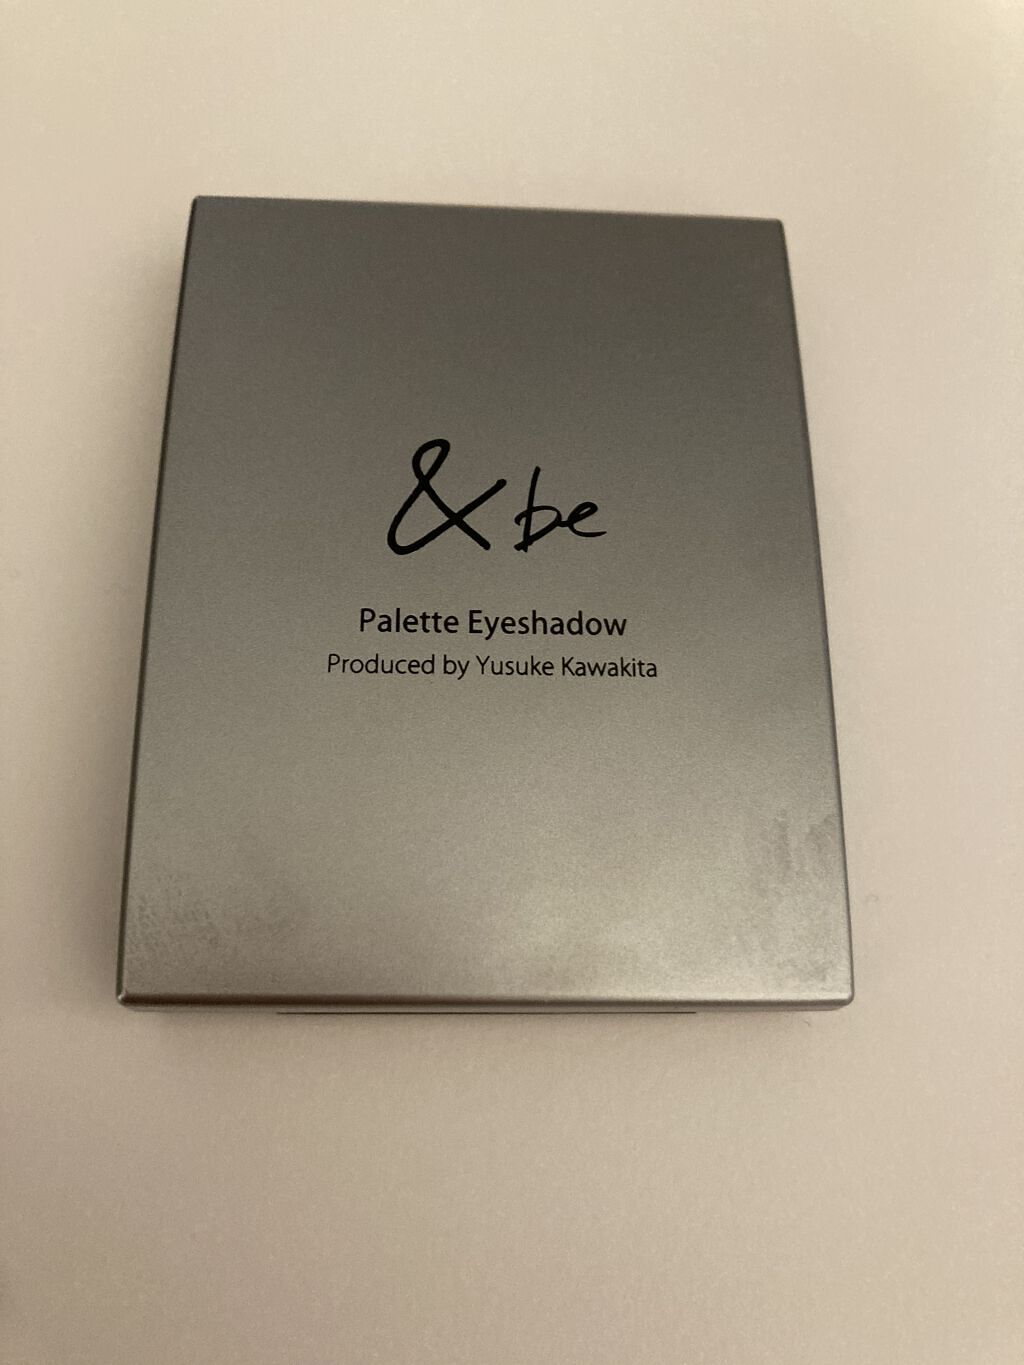 & be
Palette Eyeshadow
Produced by Yusuke Kawakita